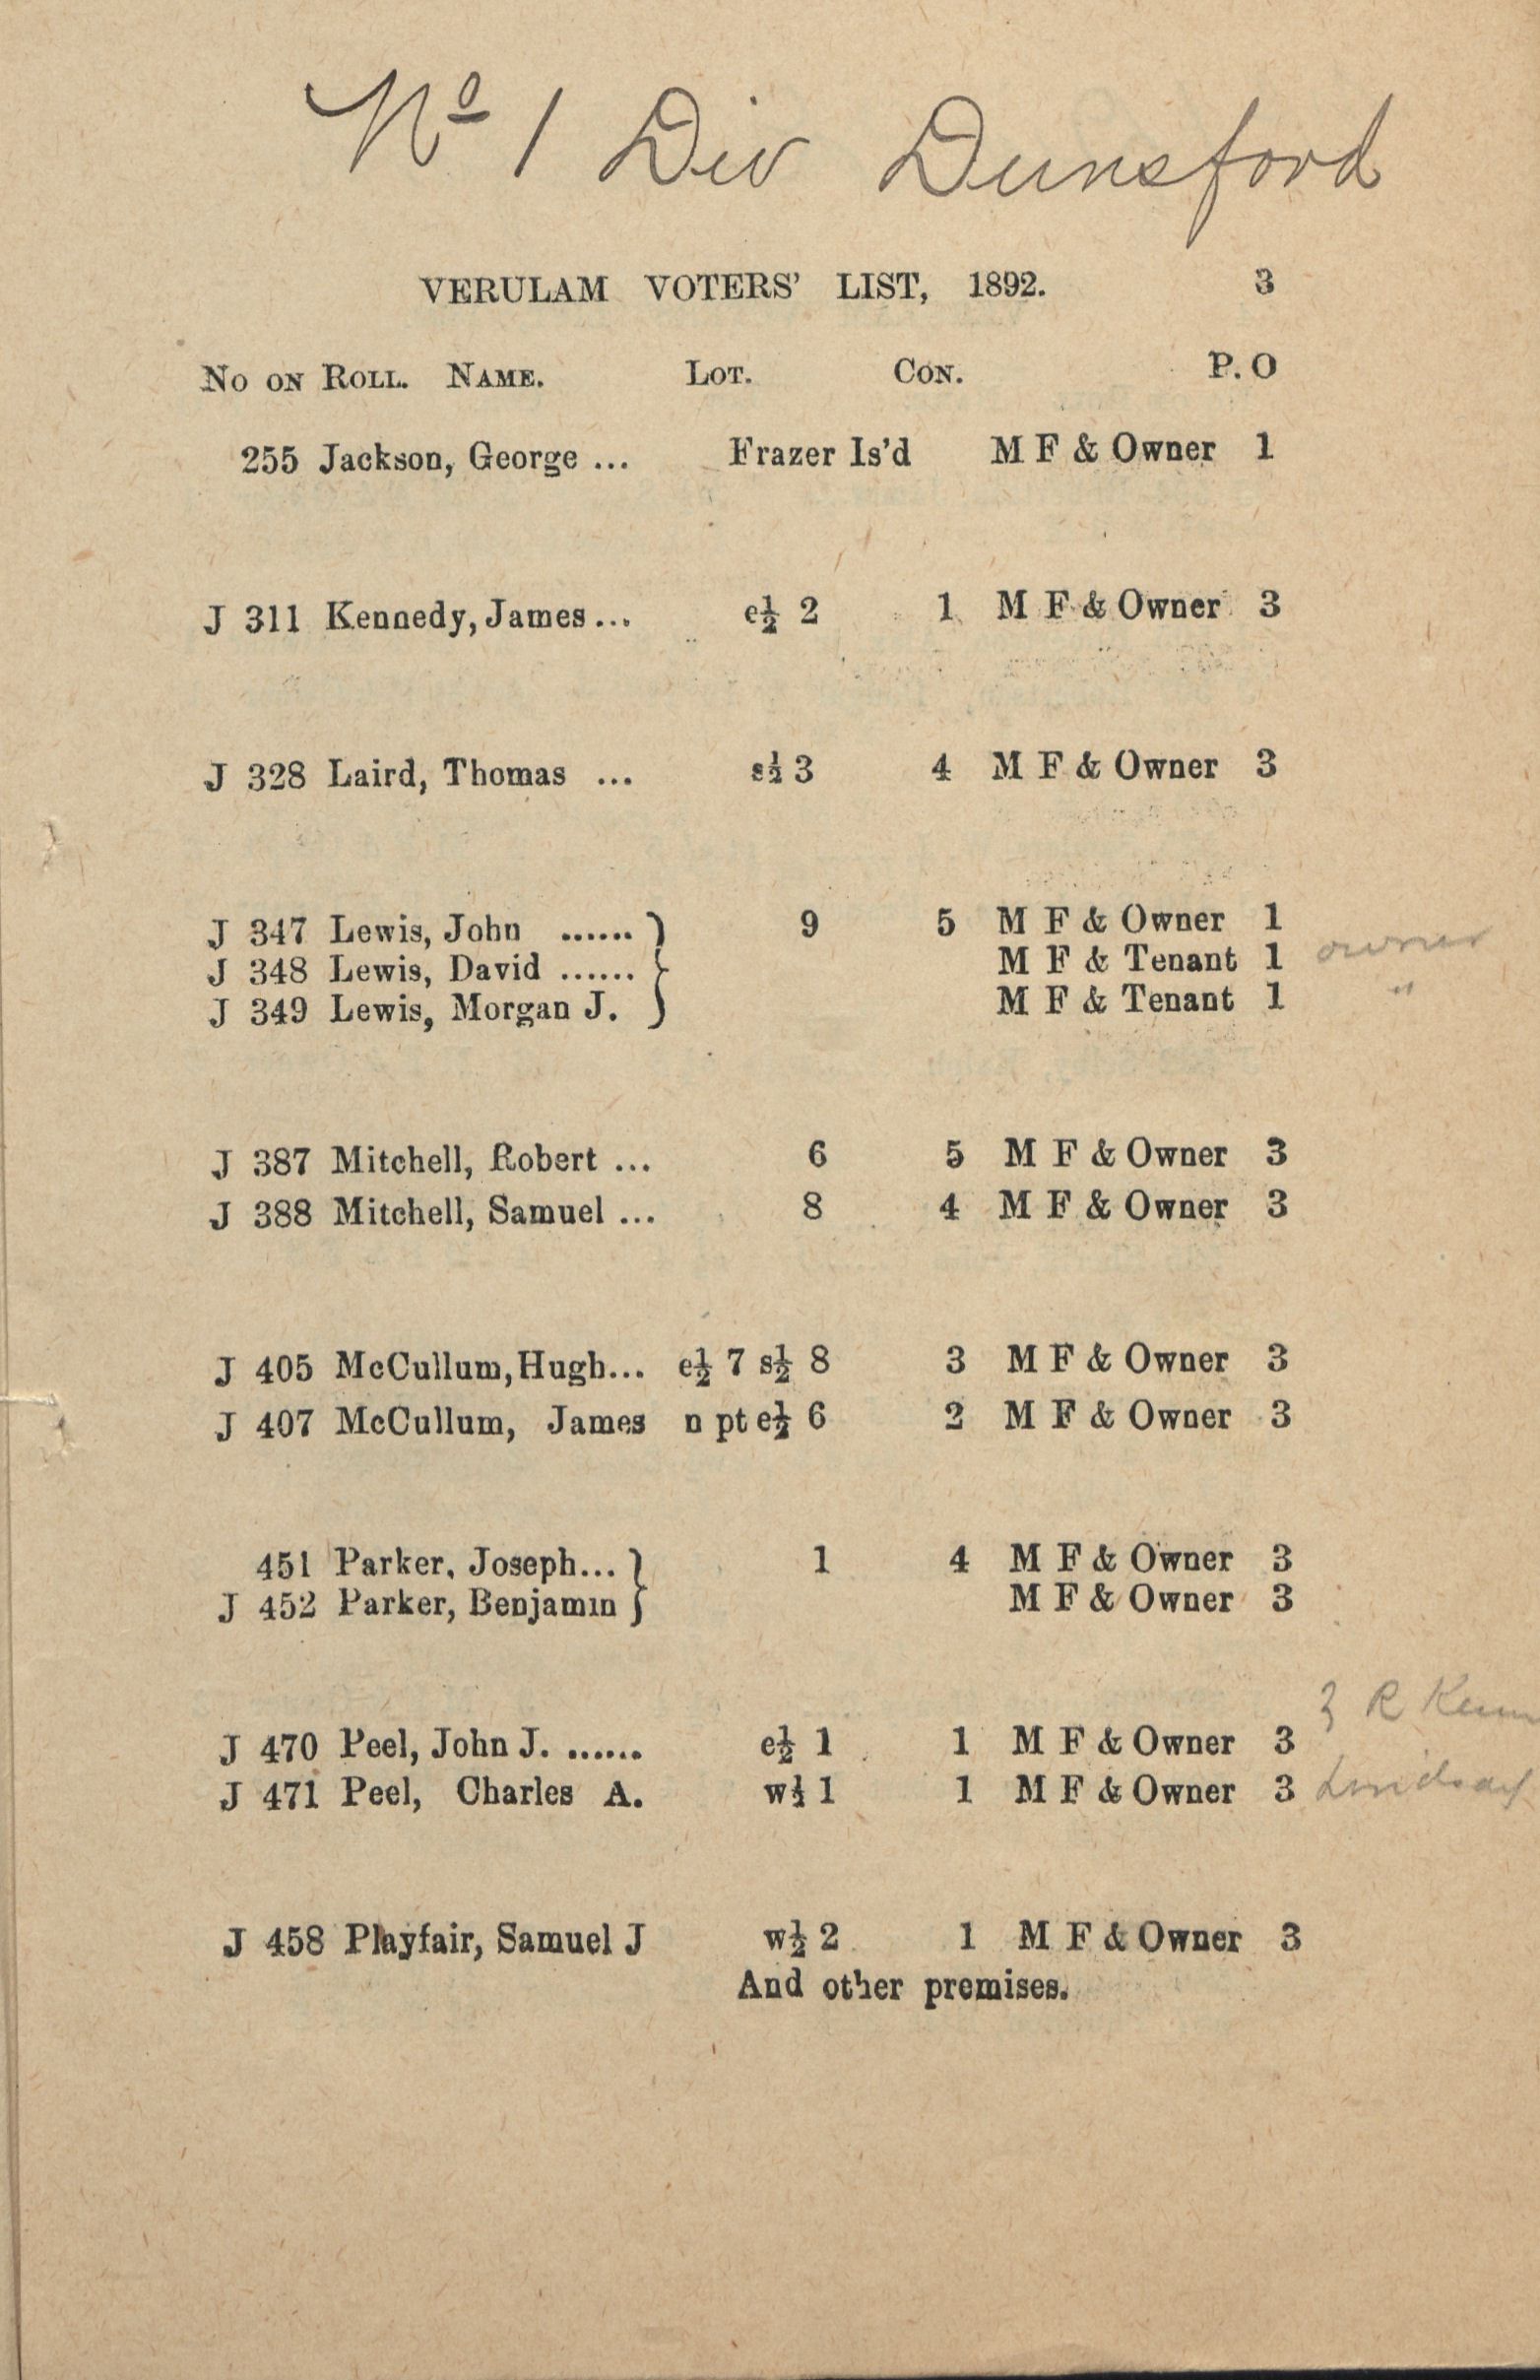 No 1 Div Dunsford
VERULAM VOTERS' LIST, 1892. 3
No on Roll. Name. Lot. Con. P. O
255 Jackson, George ... Frazer Is'd M F & Owner 1
J 311 Kennedy, James ... e½ 2 1 M F & Owner 3
J 328 Laird, Thomas ... s½ 3 4 M F & Owner 3
J 347 Lewis, John ...... } 9 5 M F & Owner 1
J 348 Lewis, David ...... M F & Tenant 1 owner
J 349 Lewis, Morgan J. M F & Tenant 1 "
J 387 Mitchell, Robert ... 6 5 M F & Owner 3
J 388 Mitchell, Samuel ... 8 4 M F & Owner 3
J 405 McCullum, Hugh... e½ 7 s½ 8 3 M F & Owner 3
J 407 McCullum, James n pt e½ 6 2 M F & Owner 3
451 Parker, Joseph... } 1 4 M F & Owner 3
J 452 Parker, Benjamin M F & Owner 3
3 R
J 470 Peel, John J. ...... e½ 1 1 M F & Owner 3
J 471 Peel, Charles A. w½ 1 1 M F & Owner 3 Lindsay
J 458 Playfair, Samuel J w½ 2 1 M F & Owner 3
And other premises.